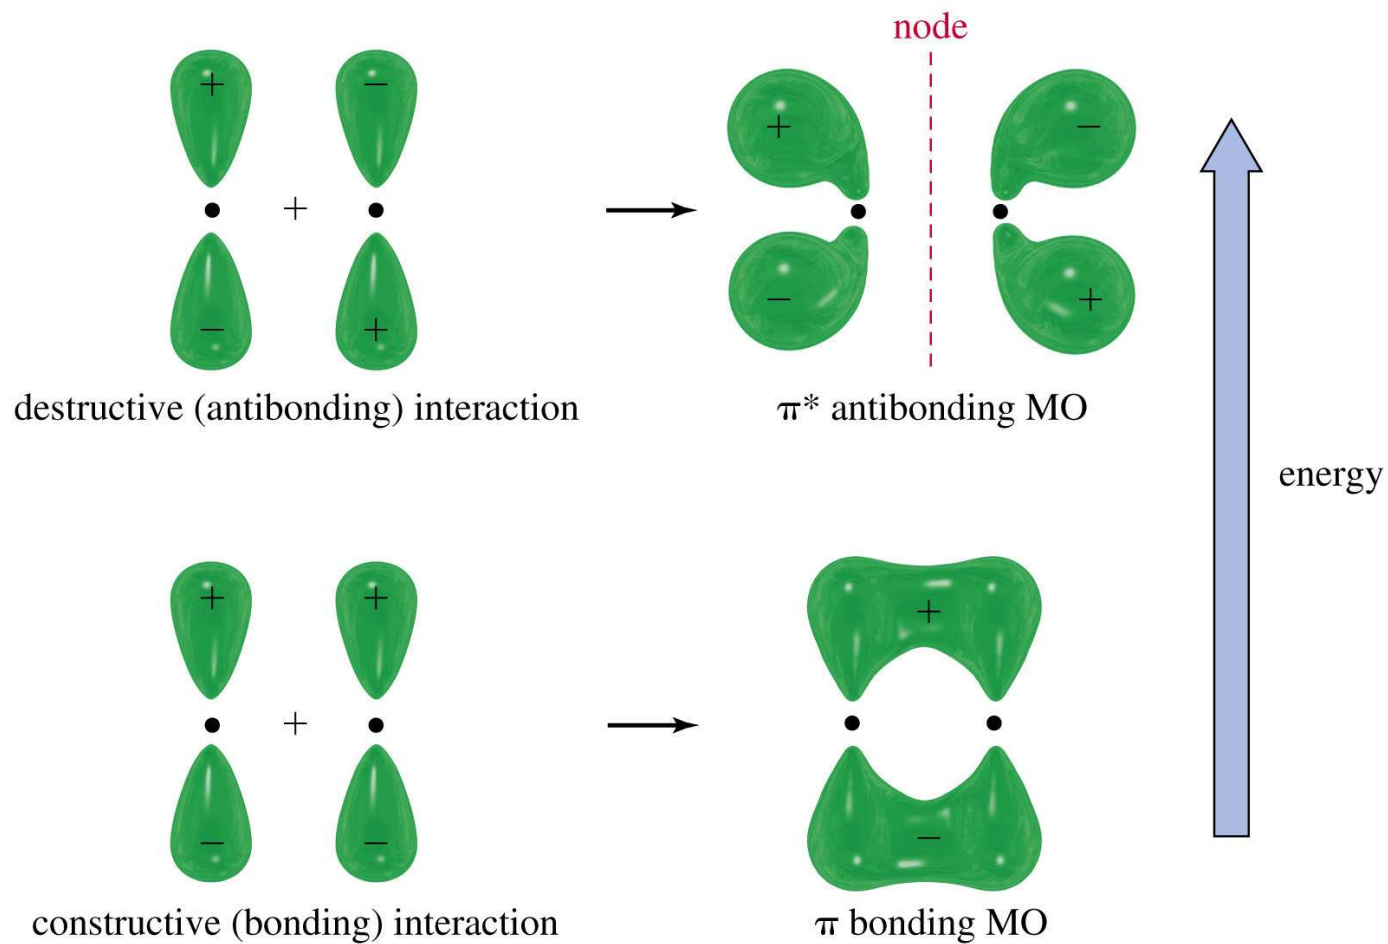 node
+ − + −
+
− + − +
destructive (antibonding) interaction
π* antibonding MO
energy
+ + +
+
− − −
constructive (bonding) interaction
π bonding MO